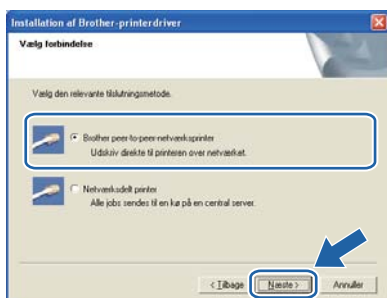 Installation af Brother-printerdriver
Vælg forbindelse
Vælg den relevante tilslutningsmetode.
Brother peer-to-peer-netværksprinter
Udskriv direkte til printeren over netværket.
Netværksdelt printer
Alle jobs sendes til en kø på en central server.
< Tilbage Næste > Annuller